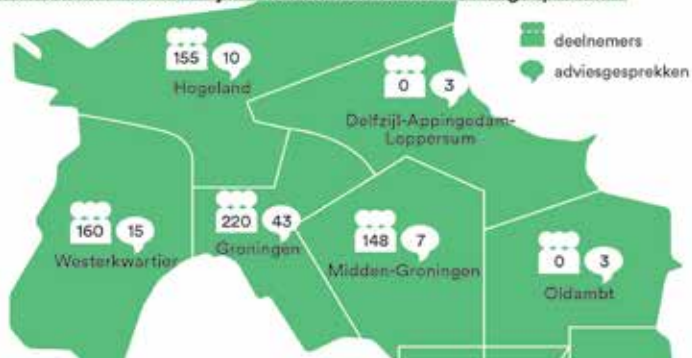 deelnemers
adviesgesprekken
155 10
Hogeland
0 3
Delfzijl-Appingedam-
Loppersum
160 15
Westerkwartier
220 43
Groningen
148 7
Midden-Groningen
0 3
Oldambt